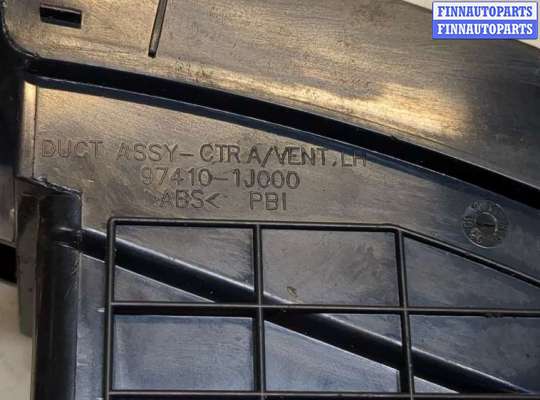 FINNAUTOPARTS
FINNAUTOPARTS
DUCT ASSY-CTR A/VENT, LH
97410-1J000
>ABS< PBI